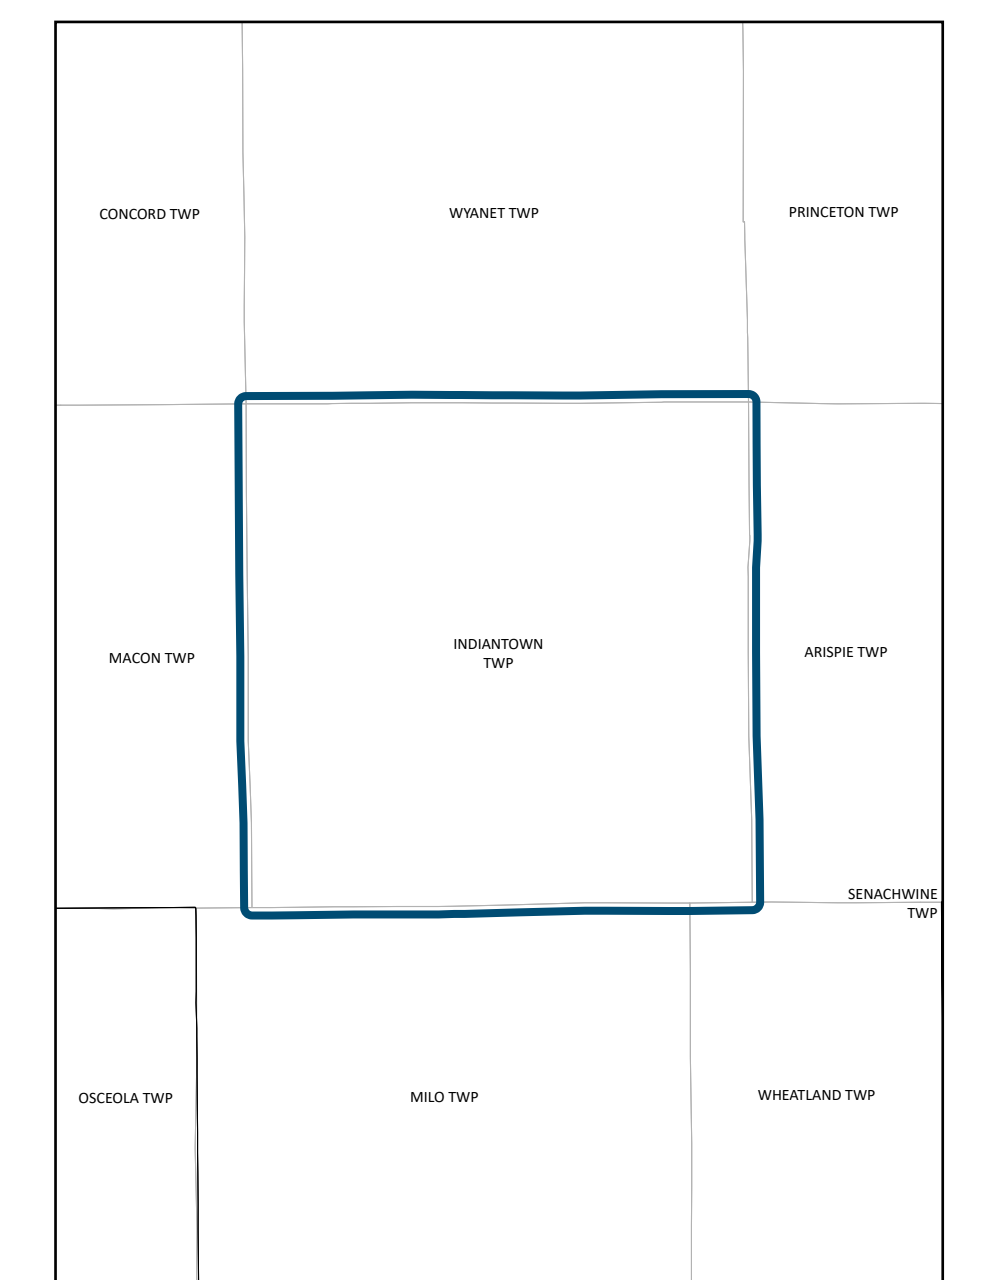 CONCORD TWP
WYANET TWP
PRINCETON TWP
MACON TWP
INDIANTOWN
TWP
ARISPIE TWP
SENACHWINE
TWP
OSCEOLA TWP
MILO TWP
WHEATLAND TWP